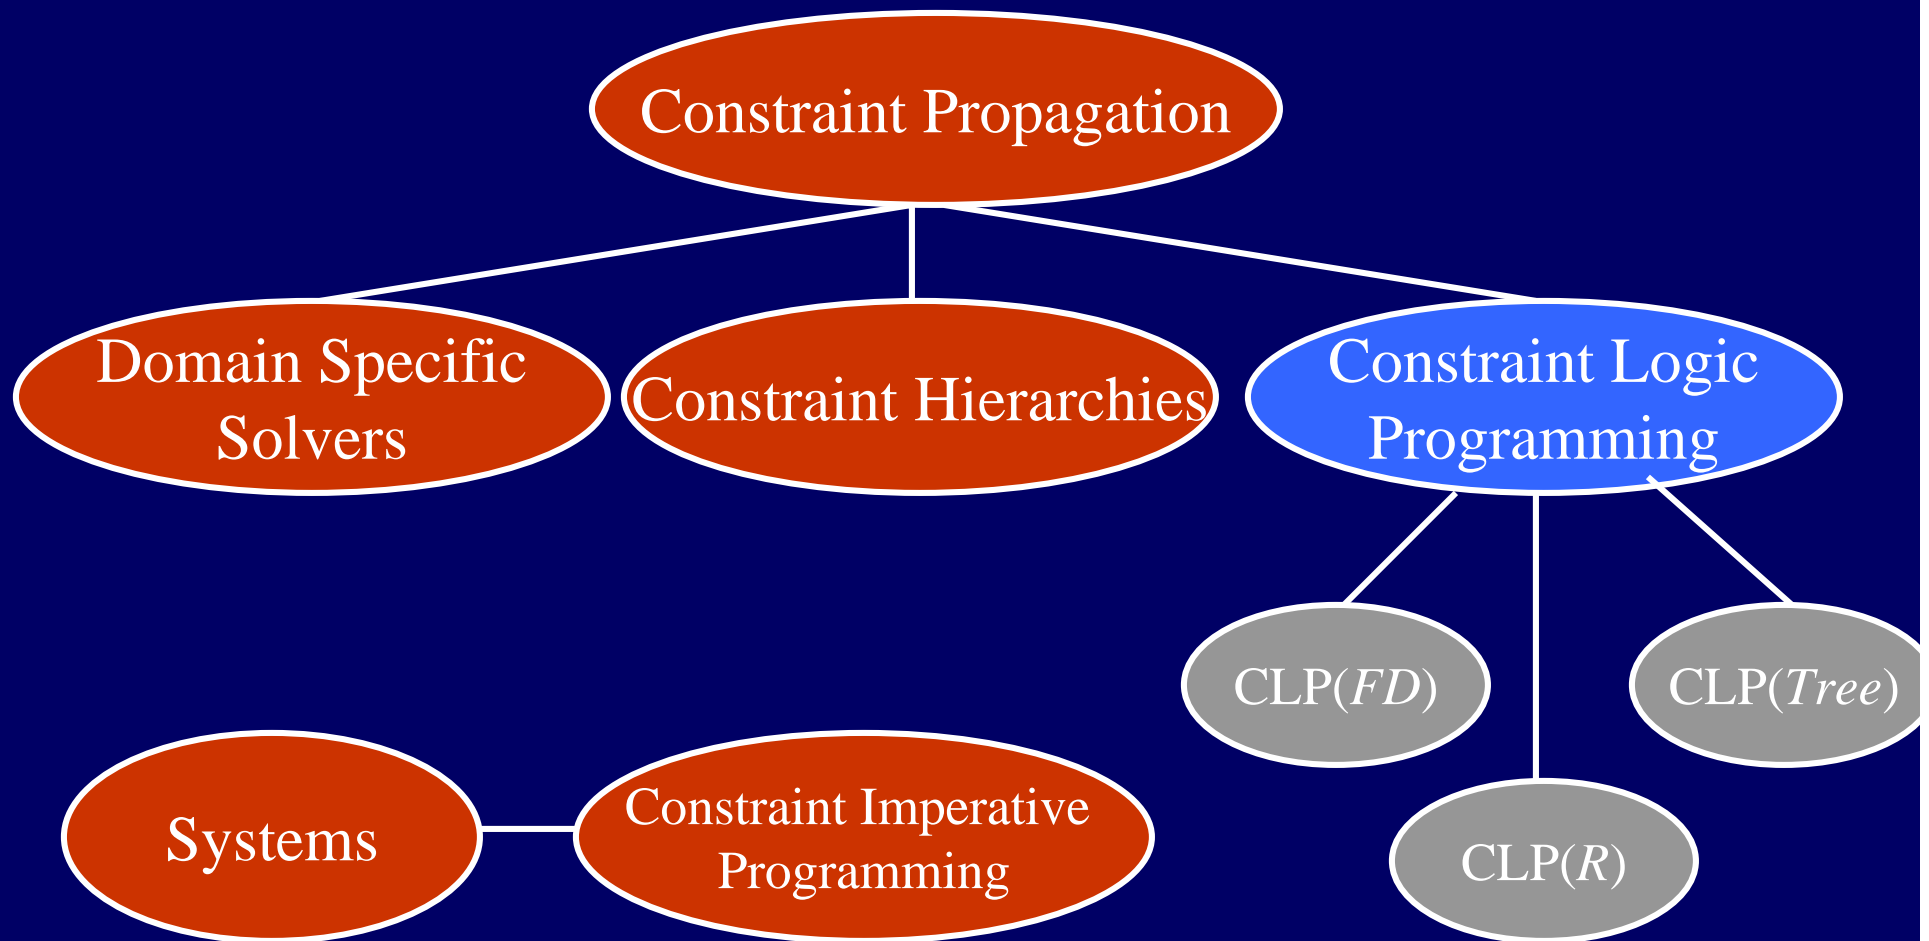 Constraint Propagation
Domain Specific
Solvers
Constraint Hierarchies
Constraint Logic
Programming
CLP(FD)
CLP(Tree)
Systems
Constraint Imperative
Programming
CLP(R)